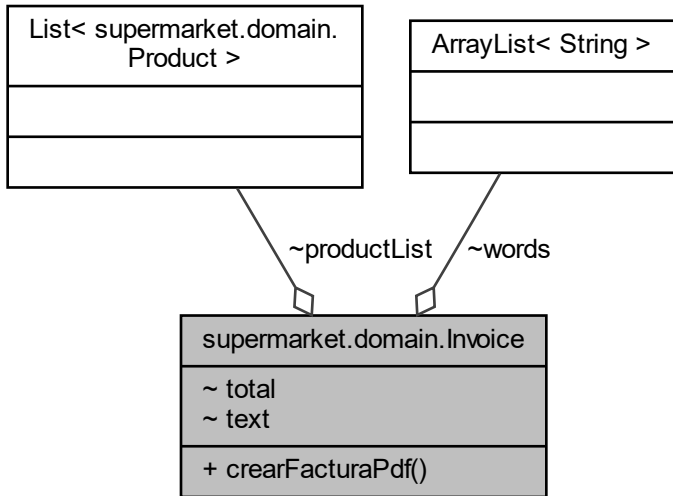 List< supermarket.domain.
Product >
ArrayList< String >
~productList
~words
supermarket.domain.Invoice
~ total
~ text
+ crearFacturaPdf()